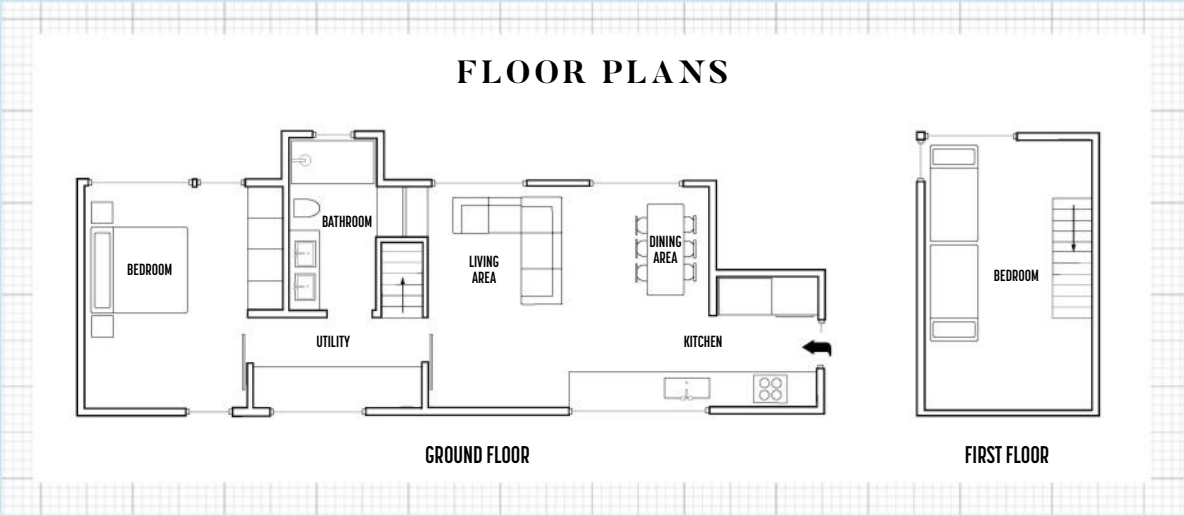 FLOOR PLANS
BATHROOM
BEDROOM
LIVING
AREA
DINING
AREA
UTILITY
KITCHEN
GROUND FLOOR
BEDROOM
FIRST FLOOR